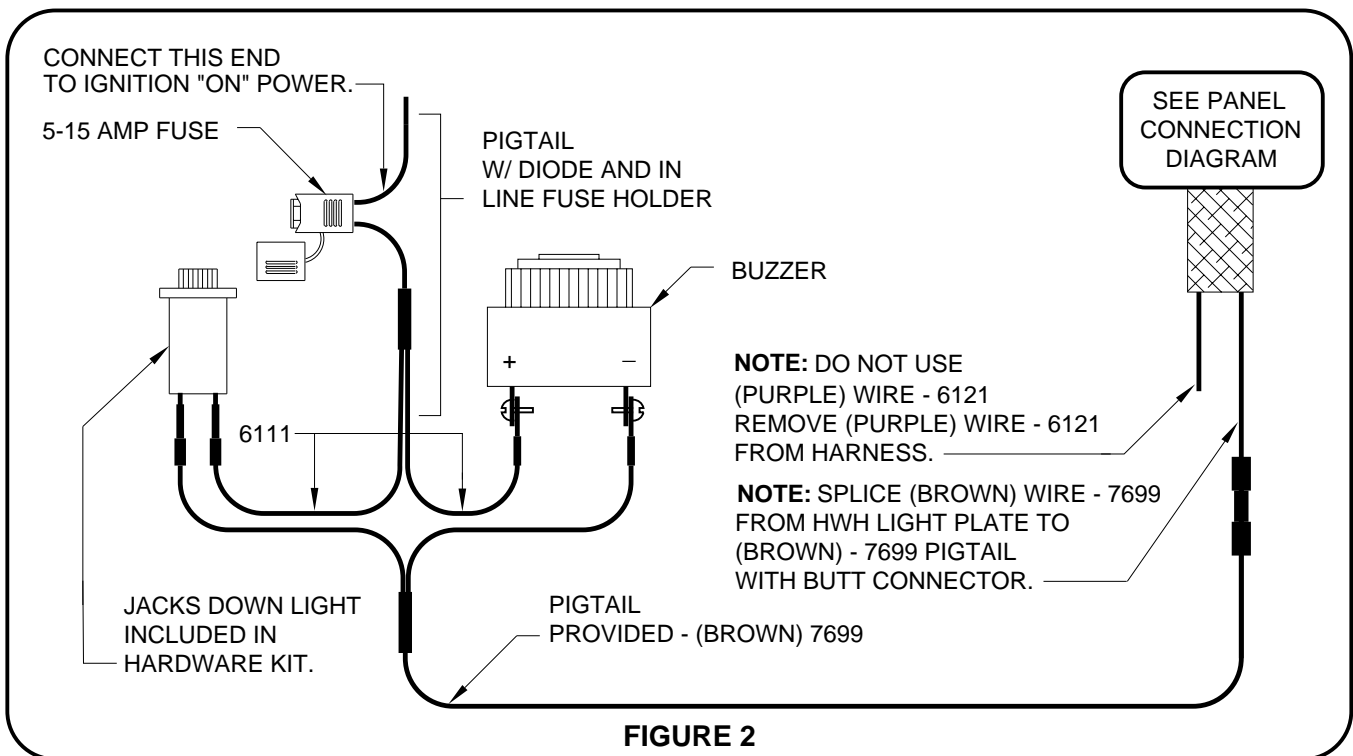 CONNECT THIS END
TO IGNITION "ON" POWER.
5-15 AMP FUSE
PIGTAIL
W/ DIODE AND IN
LINE FUSE HOLDER
SEE PANEL
CONNECTION
DIAGRAM
BUZZER
+ −
NOTE: DO NOT USE
(PURPLE) WIRE - 6121
REMOVE (PURPLE) WIRE - 6121
FROM HARNESS.
6111
NOTE: SPLICE (BROWN) WIRE - 7699
FROM HWH LIGHT PLATE TO
(BROWN) - 7699 PIGTAIL
WITH BUTT CONNECTOR.
JACKS DOWN LIGHT
INCLUDED IN
HARDWARE KIT.
PIGTAIL
PROVIDED - (BROWN) 7699
FIGURE 2